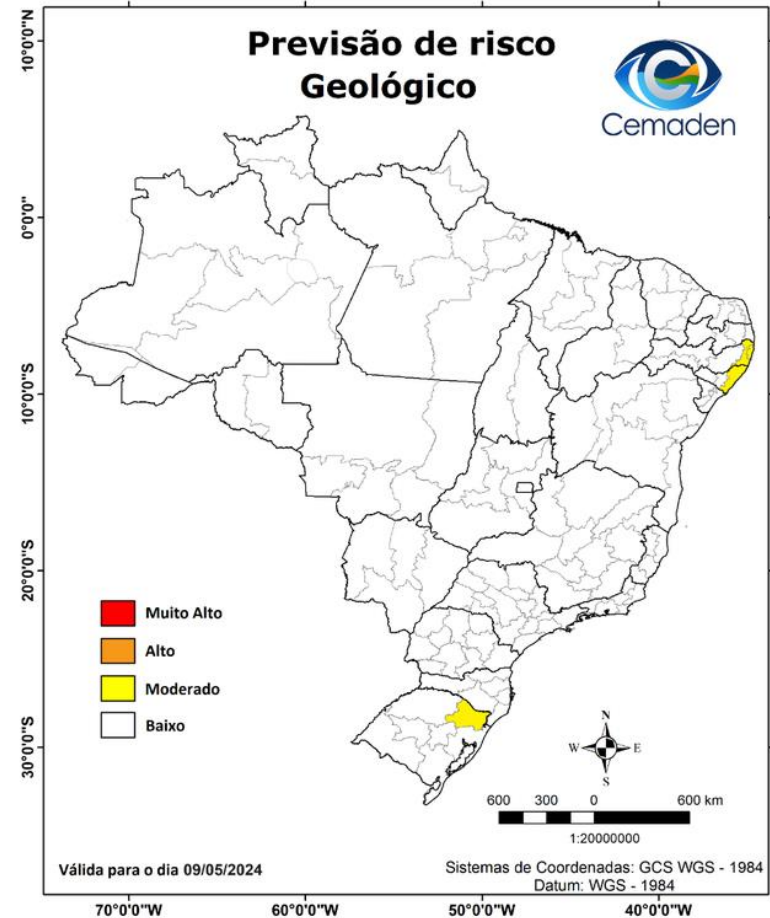 Previsão de risco
Geológico
Cemaden
10°0'0"N
0°0'0"
10°0'0"S
20°0'0"S
30°0'0"S
Muito Alto
Alto
Moderado
Baixo
N
W
E
S
600 300 0 600 km
1:20000000
Válida para o dia 09/05/2024
Sistemas de Coordenadas: GCS WGS - 1984
Datum: WGS - 1984
70°0'0"W 60°0'0"W 50°0'0"W 40°0'0"W